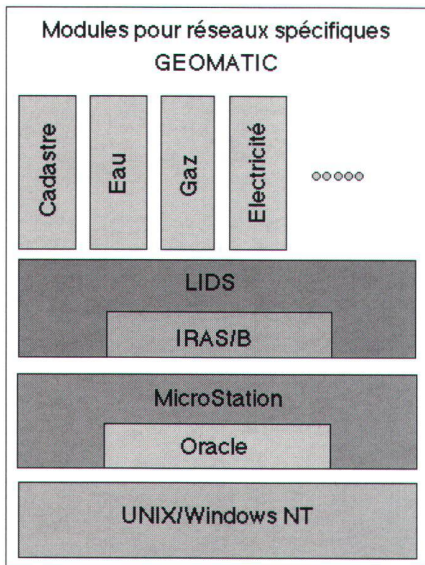 Modules pour réseaux spécifiques
GEOMATIC
Cadastre
Eau
Gaz
Electricité
LIDS
IRAS/B
MicroStation
Oracle
UNIX/Windows NT